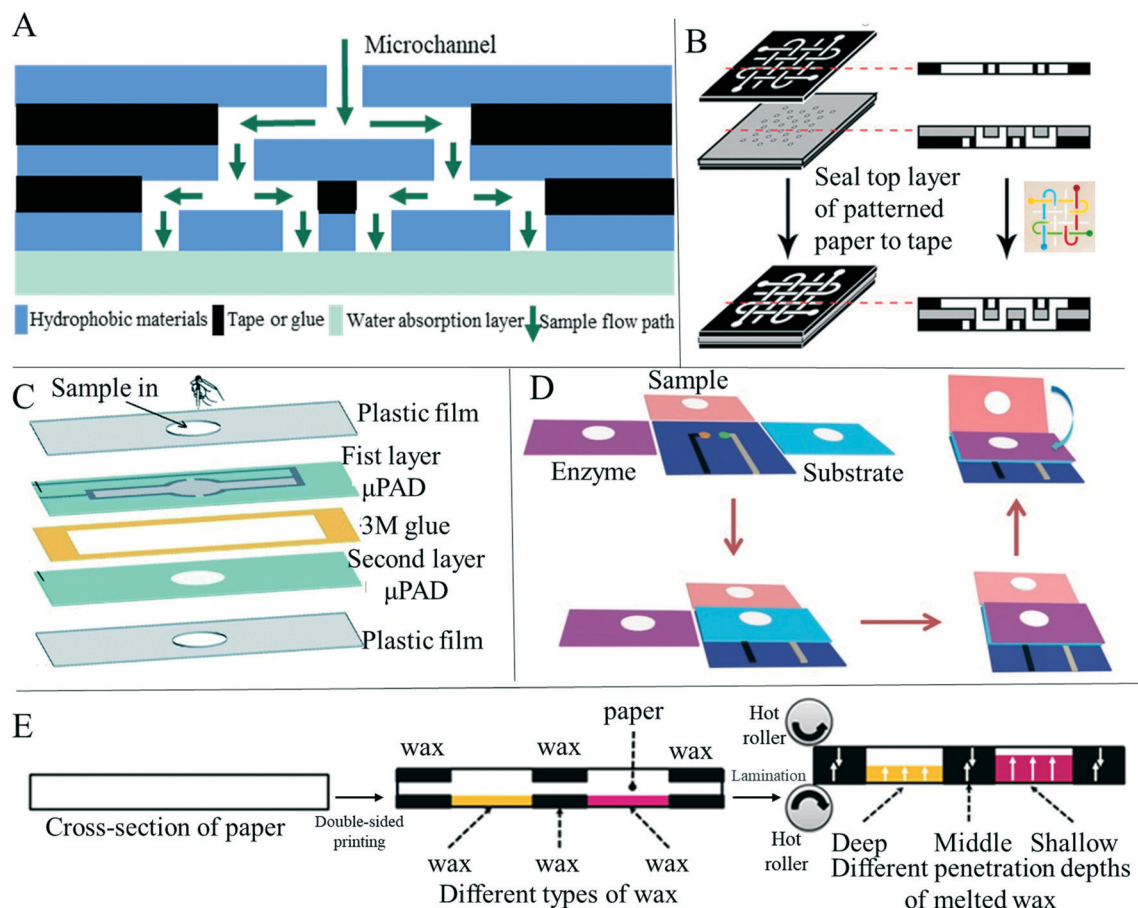 A
Microchannel
Hydrophobic materials
Tape or glue
Water absorption layer
Sample flow path
B
Seal top layer
of patterned
paper to tape
C
Sample in
Plastic film
Fist layer
μPAD
3M glue
Second layer
μPAD
Plastic film
D
Sample
Enzyme
Substrate
E
Cross-section of paper
Double-sided
printing
paper
wax wax wax
wax wax wax
Different types of wax
Lamination
Hot
roller
Hot
roller
Deep Middle Shallow
Different penetration depths
of melted wax